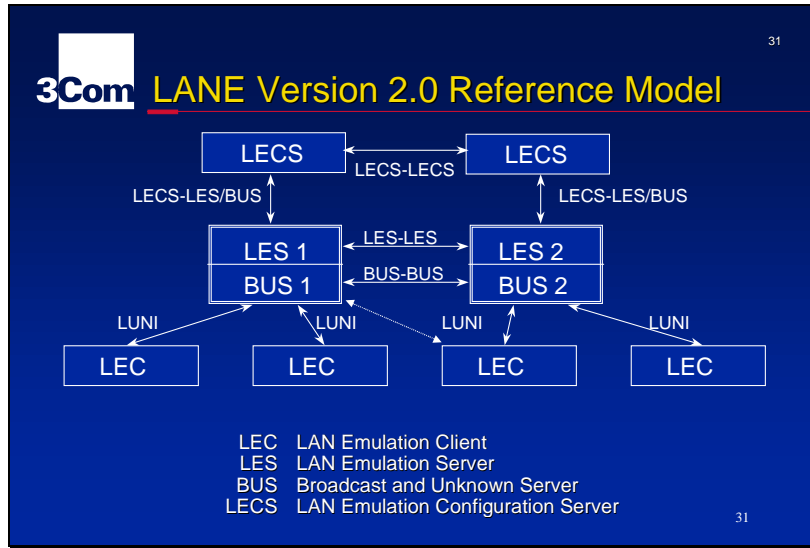 31
3Com LANE Version 2.0 Reference Model
LECS LECS
LECS-LECS
LECS-LES/BUS LECS-LES/BUS
LES 1 LES-LES LES 2
BUS 1 BUS-BUS BUS 2
LUNI LUNI LUNI LUNI
LEC LEC LEC LEC
LEC LAN Emulation Client
LES LAN Emulation Server
BUS Broadcast and Unknown Server
LECS LAN Emulation Configuration Server
31